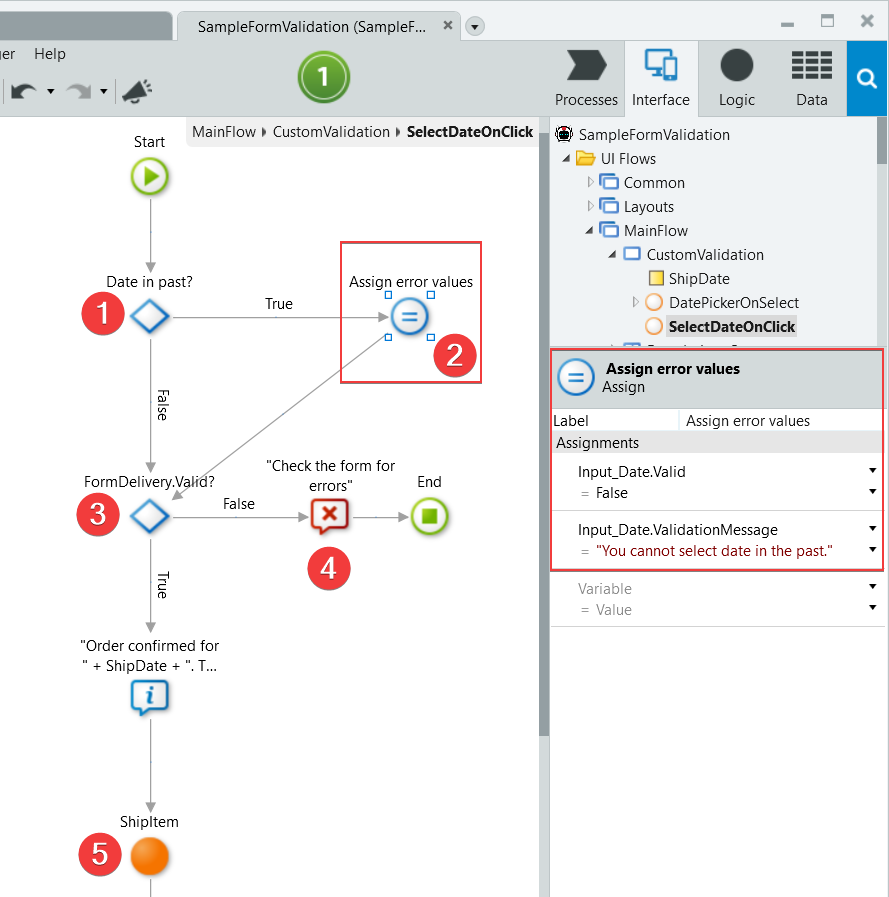 SampleFormValidation (SampleF...
ger Help
1
Processes
Interface
Logic
Data
MainFlow CustomValidation SelectDateOnClick
SampleFormValidation
UI Flows
Common
Layouts
MainFlow
CustomValidation
ShipDate
DatePickerOnSelect
SelectDateOnClick
Start
Date in past?
1
True
Assign error values
2
False
FormDelivery.Valid?
3
False
"Check the form for
errors"
4
End
True
"Order confirmed for
" + ShipDate + ". T...
i
ShipItem
5
Assign error values
Assign
Label Assign error values
Assignments
Input_Date.Valid
= False
Input_Date.ValidationMessage
= "You cannot select date in the past."
Variable
= Value